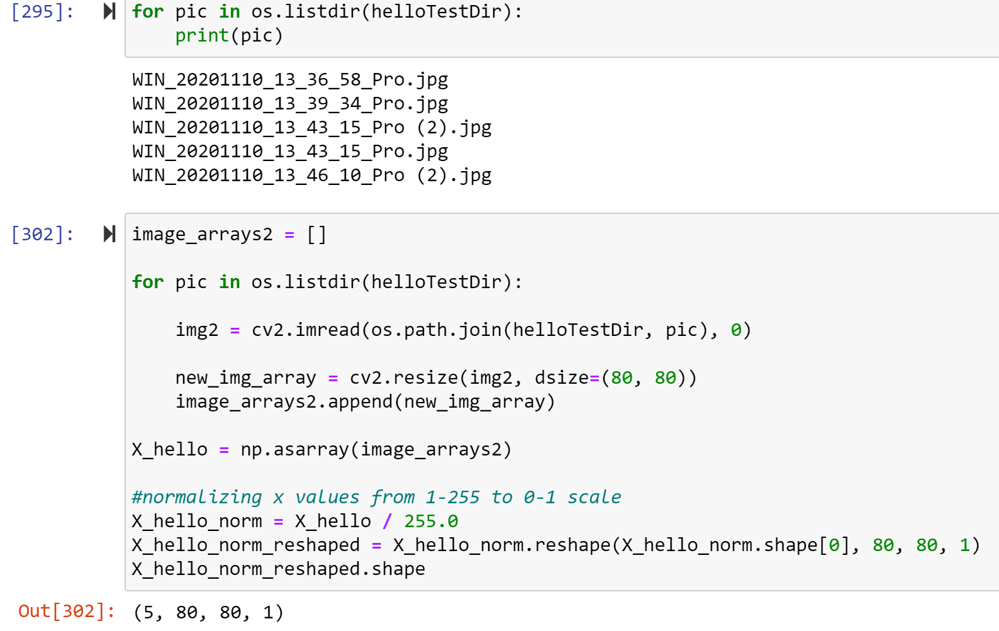 [295]: for pic in os.listdir(helloTestDir):
    print(pic)
WIN_20201110_13_36_58_Pro.jpg
WIN_20201110_13_39_34_Pro.jpg
WIN_20201110_13_43_15_Pro (2).jpg
WIN_20201110_13_43_15_Pro.jpg
WIN_20201110_13_46_10_Pro (2).jpg
[302]: image_arrays2 = []
for pic in os.listdir(helloTestDir):
    img2 = cv2.imread(os.path.join(helloTestDir, pic), 0)
    new_img_array = cv2.resize(img2, dsize=(80, 80))
    image_arrays2.append(new_img_array)
X_hello = np.asarray(image_arrays2)
#normalizing x values from 1-255 to 0-1 scale
X_hello_norm = X_hello / 255.0
X_hello_norm_reshaped = X_hello_norm.reshape(X_hello_norm.shape[0], 80, 80, 1)
X_hello_norm_reshaped.shape
Out[302]: (5, 80, 80, 1)